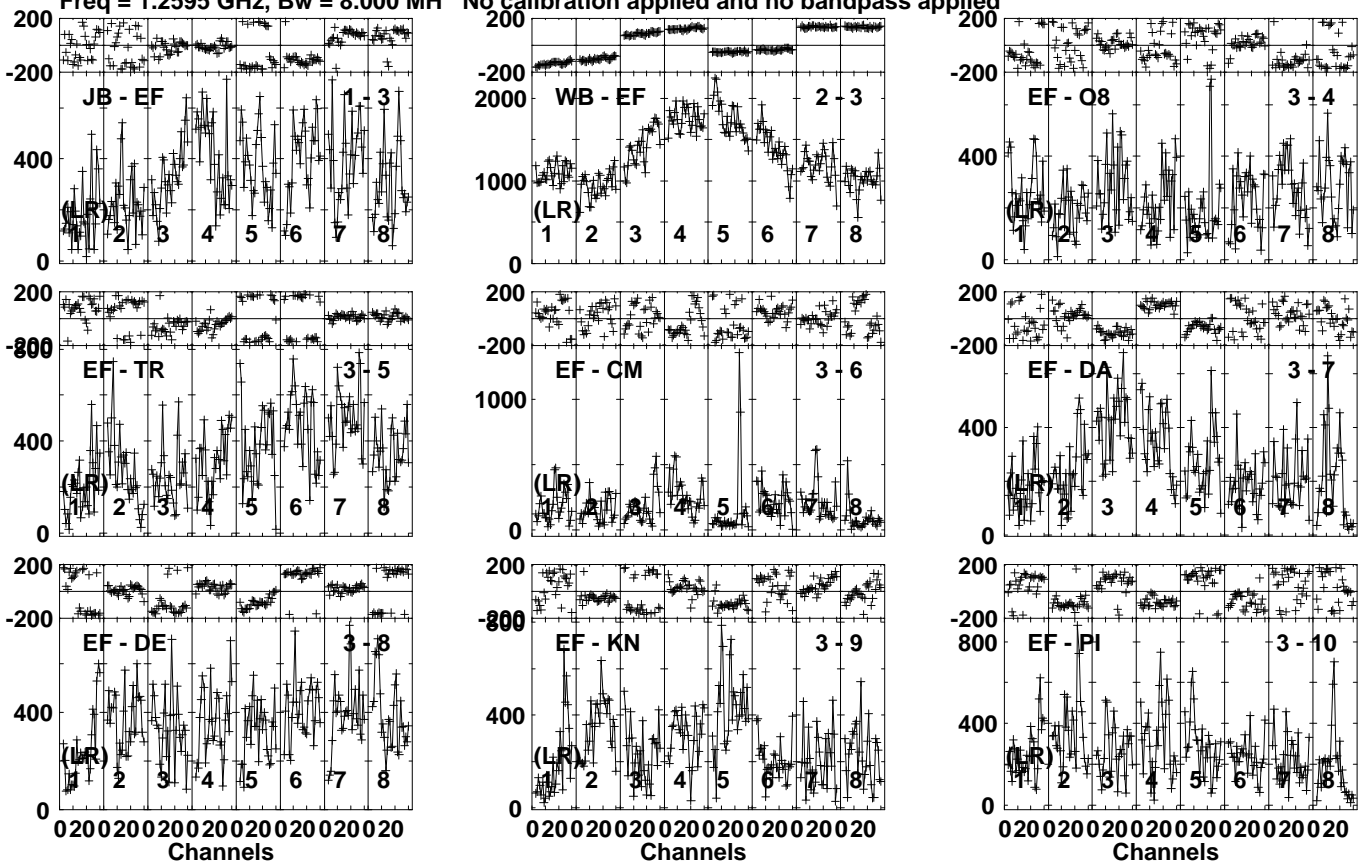 Freq = 1.2595 GHz, Bw = 8.000 MH No calibration applied and no bandpass applied
200
-200
JB - EF 1 - 3
400
(LR)
1 2 3 4 5 6 7 8
0
200
-200
WB - EF 2 - 3
2000
1000
(LR)
1 2 3 4 5 6 7 8
0
200
-200
EF - O8 3 - 4
400
(LR)
1 2 3 4 5 6 7 8
0
200
-200
800
EF - TR 3 - 5
400
(LR)
1 2 3 4 5 6 7 8
0
200
-200
EF - CM 3 - 6
1000
(LR)
1 2 3 4 5 6 7 8
0
200
-200
EF - DA 3 - 7
400
(LR)
1 2 3 4 5 6 7 8
0
200
-200
EF - DE 3 - 8
400
(LR)
1 2 3 4 5 6 7 8
0
0 20 0 20 0 20 0 20 0 20 0 20 0 20 0 20
Channels
200
-200
800
EF - KN 3 - 9
400
(LR)
1 2 3 4 5 6 7 8
0
0 20 0 20 0 20 0 20 0 20 0 20 0 20 0 20
Channels
200
-200
800
EF - PI 3 - 10
400
(LR)
1 2 3 4 5 6 7 8
0
0 20 0 20 0 20 0 20 0 20 0 20 0 20 0 20
Channels